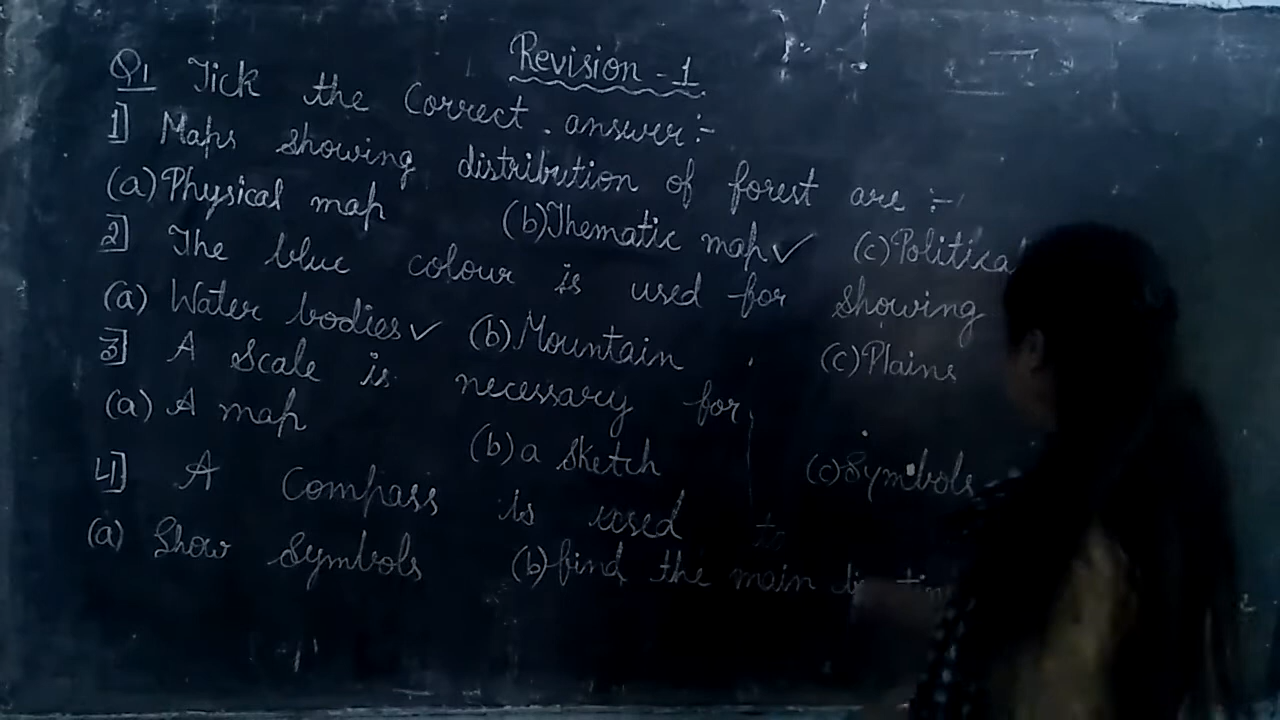 Revision - 1
Q1 Tick the Correct answer:-
1] Maps showing distribution of forest are :-
(a) Physical map (b) Thematic map ✓ (c) Political
2] The blue colour is used for showing
(a) Water bodies ✓ (b) Mountain (c) Plains
3] A Scale is necessary for
(a) A map (b) a sketch (c) Symbols
4] A Compass is used to
(a) Show Symbols (b) find the main